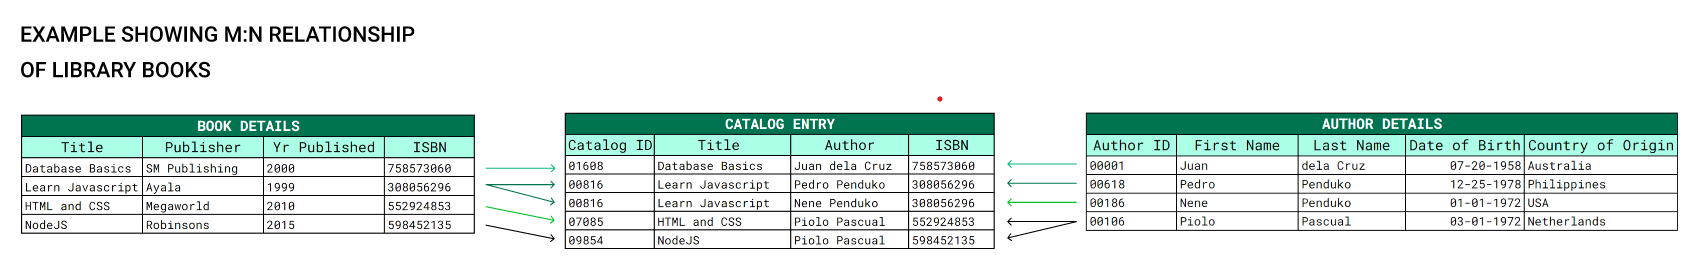 EXAMPLE SHOWING M:N RELATIONSHIP
OF LIBRARY BOOKS
BOOK DETAILS
Title Publisher Yr Published ISBN
Database Basics SM Publishing 2000 758573060
Learn Javascript Ayala 1999 308056296
HTML and CSS Megaworld 2010 552924853
NodeJS Robinsons 2015 598452135
CATALOG ENTRY
Catalog ID Title Author ISBN
01608 Database Basics Juan dela Cruz 758573060
00816 Learn Javascript Pedro Penduko 308056296
00816 Learn Javascript Nene Penduko 308056296
07085 HTML and CSS Piolo Pascual 552924853
09854 NodeJS Piolo Pascual 598452135
AUTHOR DETAILS
Author ID First Name Last Name Date of Birth Country of Origin
00001 Juan dela Cruz 07-20-1958 Australia
00618 Pedro Penduko 12-25-1978 Philippines
00186 Nene Penduko 01-01-1972 USA
00106 Piolo Pascual 03-01-1972 Netherlands